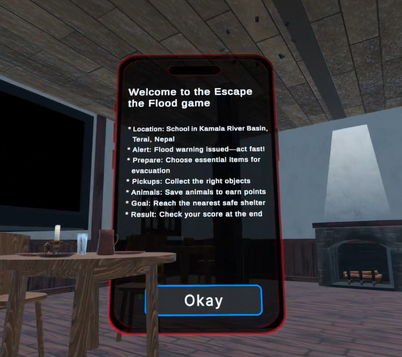 Welcome to the Escape
the Flood game
* Location: School in Kamala River Basin,
Terai, Nepal
* Alert: Flood warning issued—act fast!
* Prepare: Choose essential items for
evacuation
* Pickups: Collect the right objects
* Animals: Save animals to earn points
* Goal: Reach the nearest safe shelter
* Result: Check your score at the end
Okay